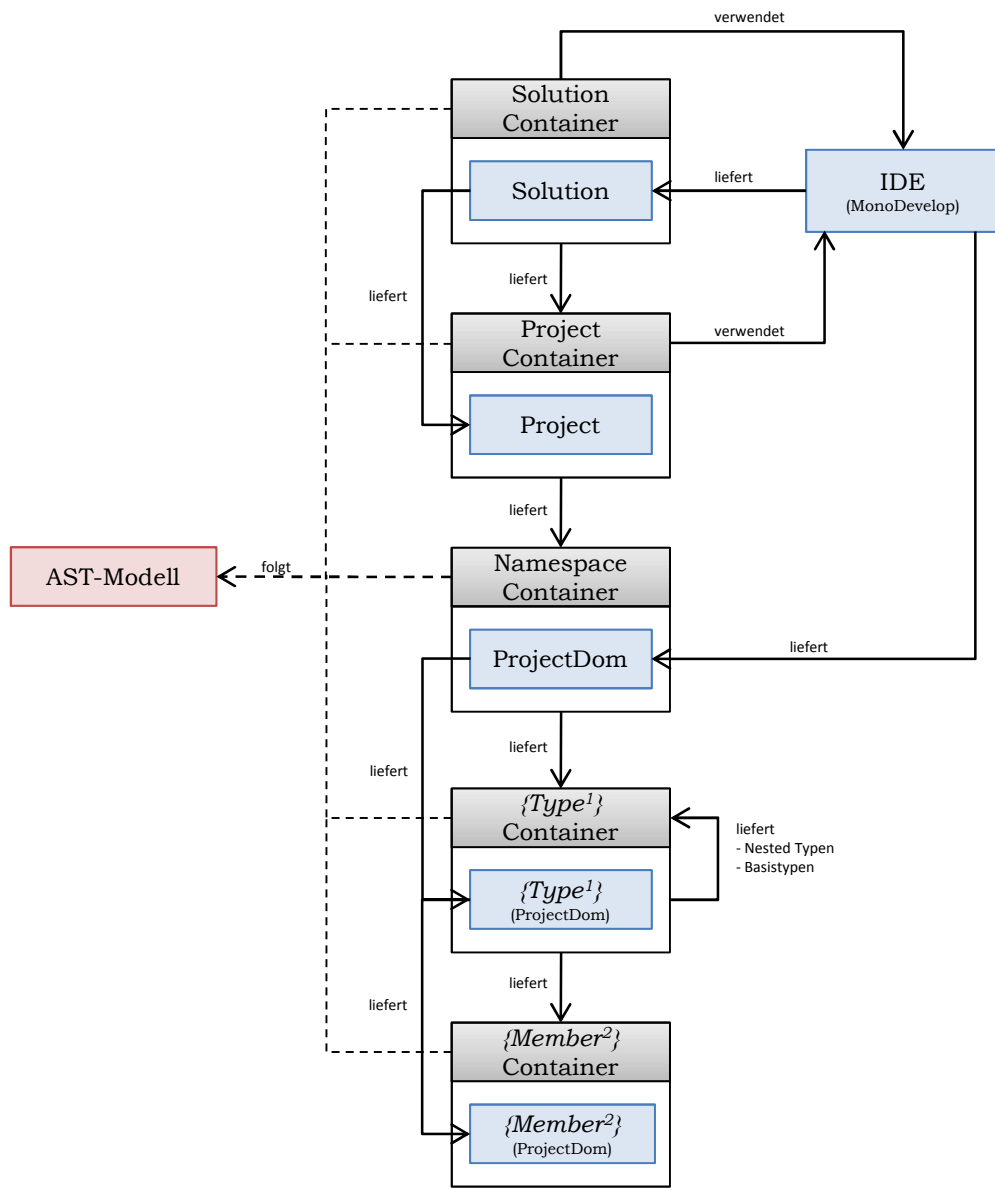 verwendet
Solution
Container
Solution
liefert
IDE
(MonoDevelop)
liefert
liefert
Project
Container
verwendet
Project
liefert
AST-Modell
folgt
Namespace
Container
ProjectDom
liefert
liefert
liefert
{Type¹}
Container
liefert
- Nested Typen
- Basistypen
{Type¹}
(ProjectDom)
liefert
liefert
{Member²}
Container
{Member²}
(ProjectDom)